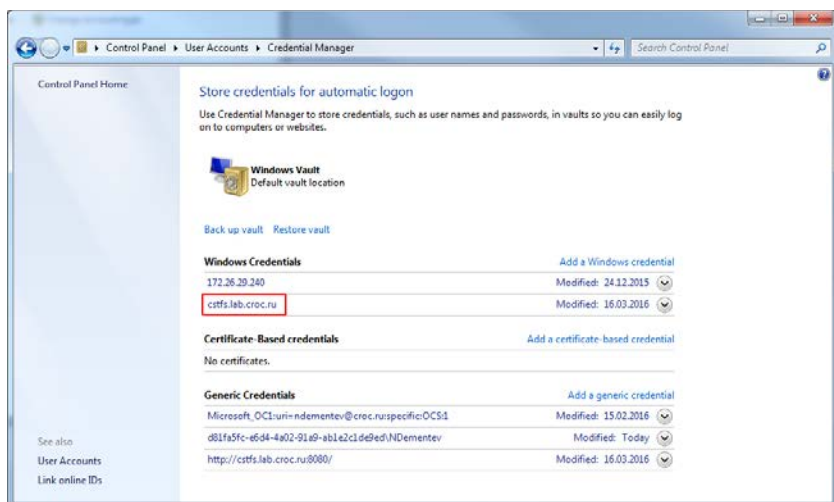 Control Panel ▸ User Accounts ▸ Credential Manager
Search Control Panel
Control Panel Home
Store credentials for automatic logon
Use Credential Manager to store credentials, such as user names and passwords, in vaults so you can easily log
on to computers or websites.
Windows Vault
Default vault location
Back up vault Restore vault
Windows Credentials Add a Windows credential
172.26.29.240 Modified: 24.12.2015
cstfs.lab.croc.ru Modified: 16.03.2016
Certificate-Based credentials Add a certificate-based credential
No certificates.
Generic Credentials Add a generic credential
Microsoft_OC1:uri=ndementev@croc.ru:specific:OCS:1 Modified: 15.02.2016
d81fa5fc-e6d4-4a02-91a9-ab1e2c1de9ed\NDementev Modified: Today
http://cstfs.lab.croc.ru:8080/ Modified: 16.03.2016
See also
User Accounts
Link online IDs